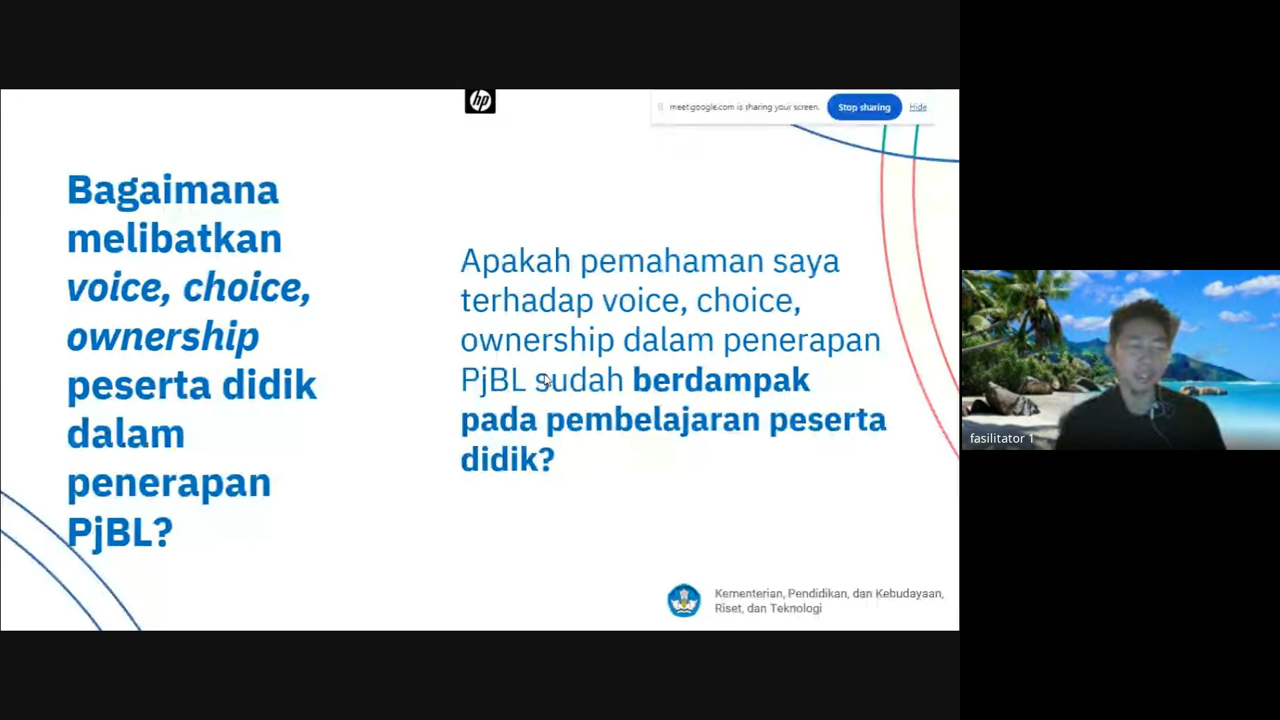 hp
meet.google.com is sharing your screen.
Stop sharing
Hide
Bagaimana
melibatkan
voice, choice,
ownership
peserta didik
dalam
penerapan
PjBL?
Apakah pemahaman saya
terhadap voice, choice,
ownership dalam penerapan
PjBL sudah berdampak
pada pembelajaran peserta
didik?
Kementerian, Pendidikan, dan Kebudayaan,
Riset, dan Teknologi
fasilitator 1